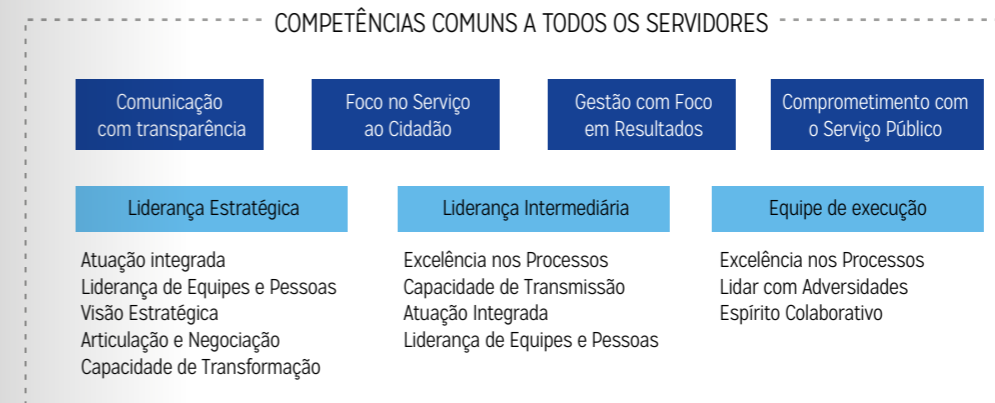 COMPETÊNCIAS COMUNS A TODOS OS SERVIDORES
Comunicação
com transparência
Foco no Serviço
ao Cidadão
Gestão com Foco
em Resultados
Comprometimento com
o Serviço Público
Liderança Estratégica
Atuação integrada
Liderança de Equipes e Pessoas
Visão Estratégica
Articulação e Negociação
Capacidade de Transformação
Liderança Intermediária
Excelência nos Processos
Capacidade de Transmissão
Atuação Integrada
Liderança de Equipes e Pessoas
Equipe de execução
Excelência nos Processos
Lidar com Adversidades
Espírito Colaborativo